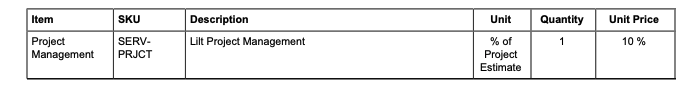 Item SKU Description Unit Quantity Unit Price
Project SERV- Lilt Project Management % of 1 10 %
Management PRJCT Project
Estimate